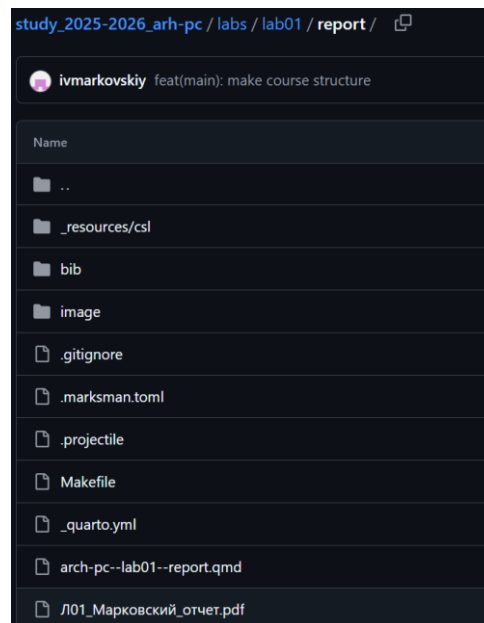 study_2025-2026_arh-pc / labs / lab01 / report /
ivmarkovskiy feat(main): make course structure
Name
..
_resources/csl
bib
image
.gitignore
.marksman.toml
.projectile
Makefile
_quarto.yml
arch-pc--lab01--report.qmd
Л01_Марковский_отчет.pdf